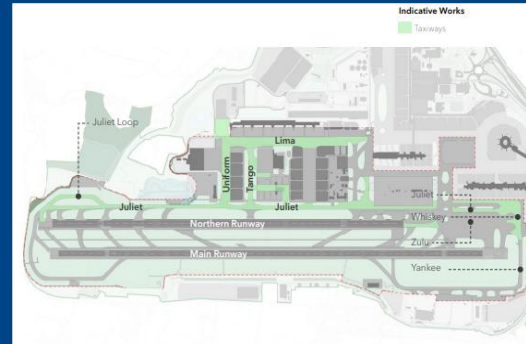 Indicative Works
Taxiways
Juliet Loop
Lima
Uniform
Tango
Juliet
Juliet
Juliet
Whiskey
Northern Runway
Zulu
Main Runway
Yankee